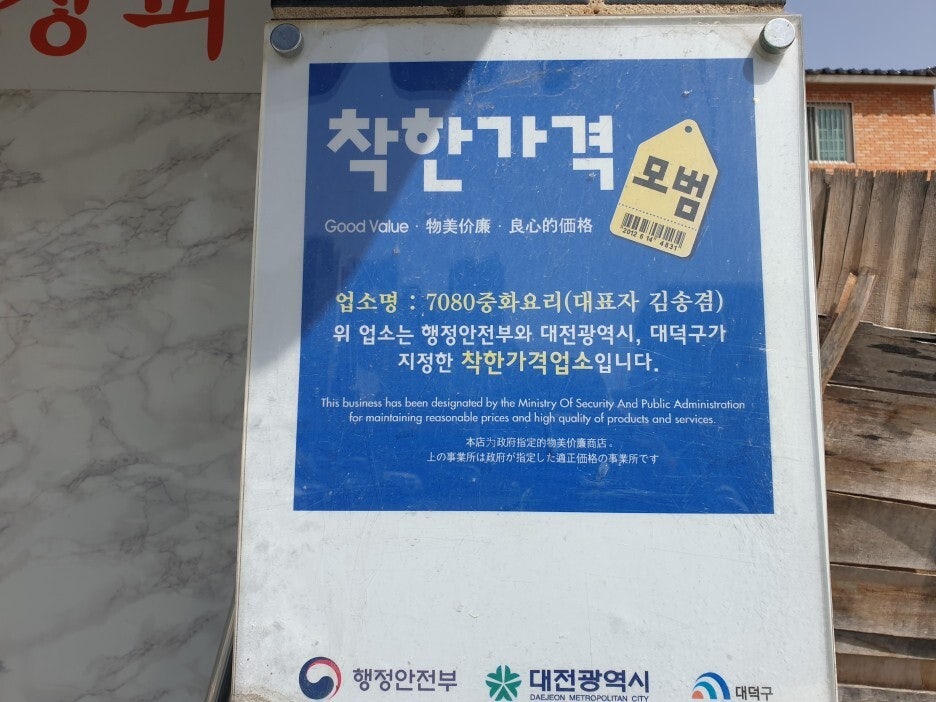 착한가격
모범
2012 6 14 4831
Good Value · 物美价廉 · 良心的価格
업소명 : 7080중화요리(대표자 김송겸)
위 업소는 행정안전부와 대전광역시, 대덕구가
지정한 착한가격업소입니다.
This business has been designated by the Ministry Of Security And Public Administration
for maintaining reasonable prices and high quality of products and services.
本店为政府指定的物美价廉商店 。
上の事業所は政府が指定した適正価格の事業所です
행정안전부
대전광역시
DAEJEON METROPOLITAN CITY
대덕구